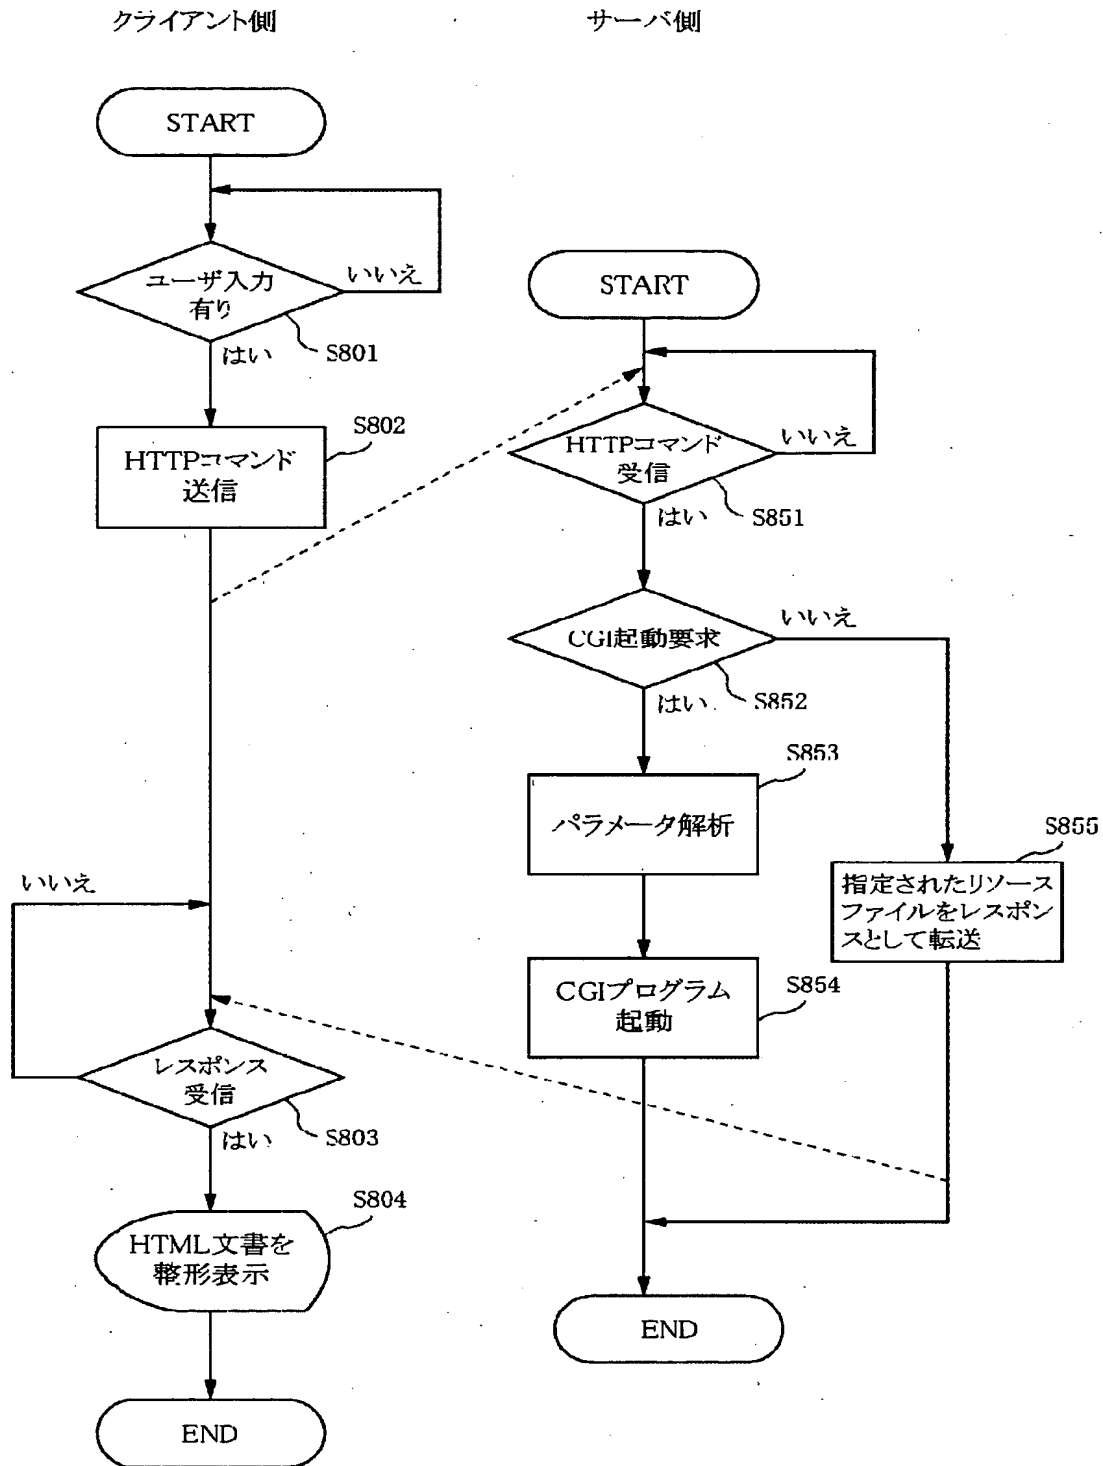 クライアント側
START
ユーザ入力
有り
いいえ
はい
S801
S802
HTTPコマンド
送信
いいえ
レスポンス
受信
はい
S803
S804
HTML文書を
整形表示
END
サーバ側
START
HTTPコマンド
受信
いいえ
はい
S851
CGI起動要求
いいえ
はい
S852
S853
パラメータ解析
S854
CGIプログラム
起動
S855
指定されたリソース
ファイルをレスポン
スとして転送
END